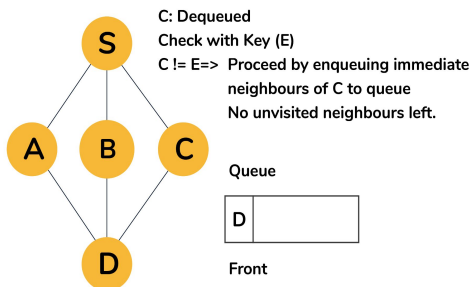 C: Dequeued
Check with Key (E)
C != E=> Proceed by enqueuing immediate
neighbours of C to queue
No unvisited neighbours left.
S
A B C
D
Queue
D
Front